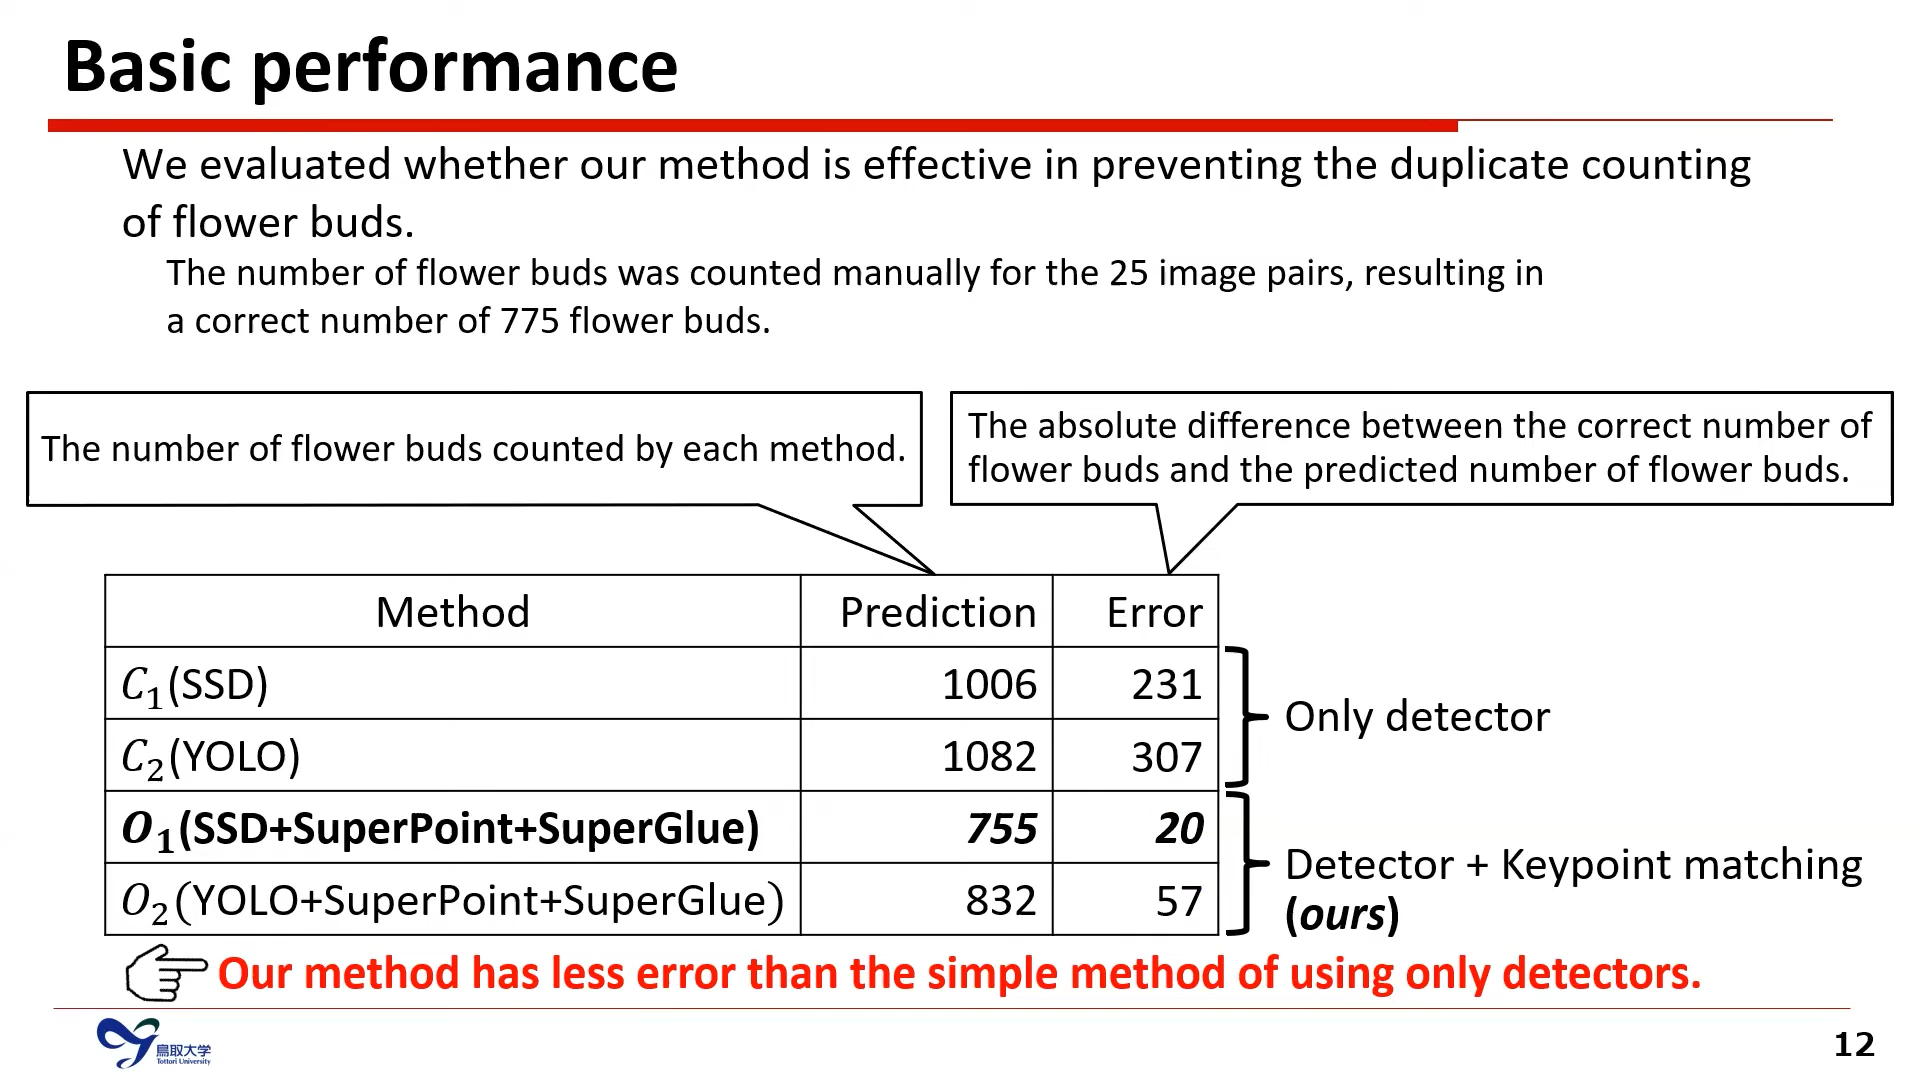 Basic performance
We evaluated whether our method is effective in preventing the duplicate counting
of flower buds.
The number of flower buds was counted manually for the 25 image pairs, resulting in
a correct number of 775 flower buds.
The number of flower buds counted by each method.
The absolute difference between the correct number of
flower buds and the predicted number of flower buds.
Method Prediction Error
C₁(SSD) 1006 231
C₂(YOLO) 1082 307
O₁(SSD+SuperPoint+SuperGlue) 755 20
O₂(YOLO+SuperPoint+SuperGlue) 832 57
Only detector
Detector + Keypoint matching
(ours)
Our method has less error than the simple method of using only detectors.
鳥取大学
Tottori University
12